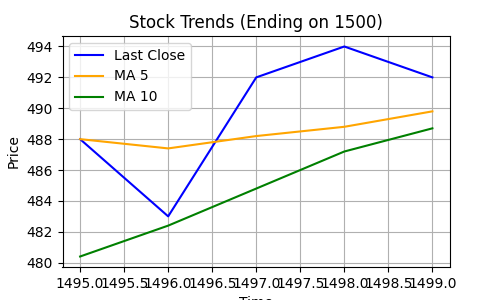 Stock Trends (Ending on 1500)
Last Close
MA 5
MA 10
Price
494
492
490
488
486
484
482
480
1495.0 1495.5 1496.0 1496.5 1497.0 1497.5 1498.0 1498.5 1499.0
Time